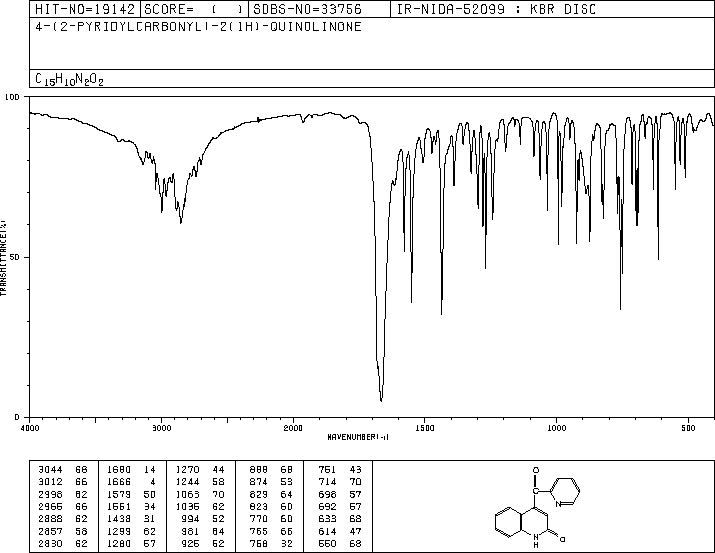 HIT-NO=19142 SCORE= ( ) SDBS-NO=33756 IR-NIDA-52099 : KBR DISC
4-(2-PYRIDYLCARBONYL)-2(1H)-QUINOLINONE
C15H10N2O2
100
50
0
TRANSMITTANCE(%)
4000 3000 2000 1500 1000 500
WAVENUMBER(-1)
3044 66 1680 14 1270 44 888 68 751 43
3012 66 1666 4 1244 58 874 53 714 70
2998 62 1579 50 1063 70 829 64 698 57
2965 66 1551 34 1035 62 823 60 692 57
2888 62 1438 31 994 52 770 60 633 68
2857 58 1299 62 981 64 765 66 614 47
2830 62 1280 57 925 52 758 32 550 68
O
C
N
N
H
O